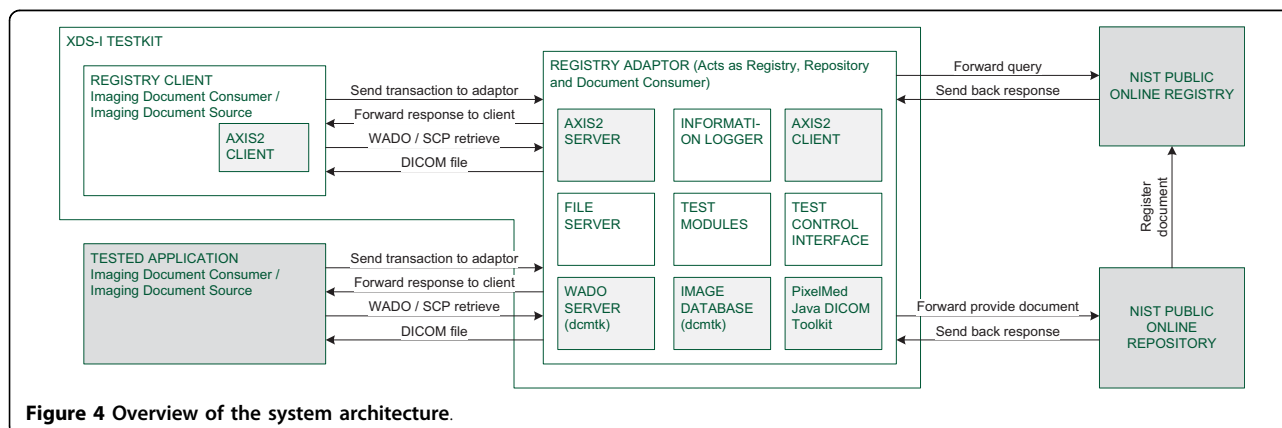 XDS-I TESTKIT
REGISTRY CLIENT
Imaging Document Consumer /
Imaging Document Source
AXIS2
CLIENT
Send transaction to adaptor
Forward response to client
WADO / SCP retrieve
DICOM file
REGISTRY ADAPTOR (Acts as Registry, Repository
and Document Consumer)
AXIS2
SERVER
INFORMATI-
ON LOGGER
AXIS2
CLIENT
FILE
SERVER
TEST
MODULES
TEST
CONTROL
INTERFACE
WADO
SERVER
(dcmtk)
IMAGE
DATABASE
(dcmtk)
PixelMed
Java DICOM
Toolkit
Forward query
Send back response
NIST PUBLIC
ONLINE REGISTRY
Register
document
TESTED APPLICATION
Imaging Document Consumer /
Imaging Document Source
Send transaction to adaptor
Forward response to client
WADO / SCP retrieve
DICOM file
Forward provide document
Send back response
NIST PUBLIC
ONLINE
REPOSITORY
Figure 4 Overview of the system architecture.